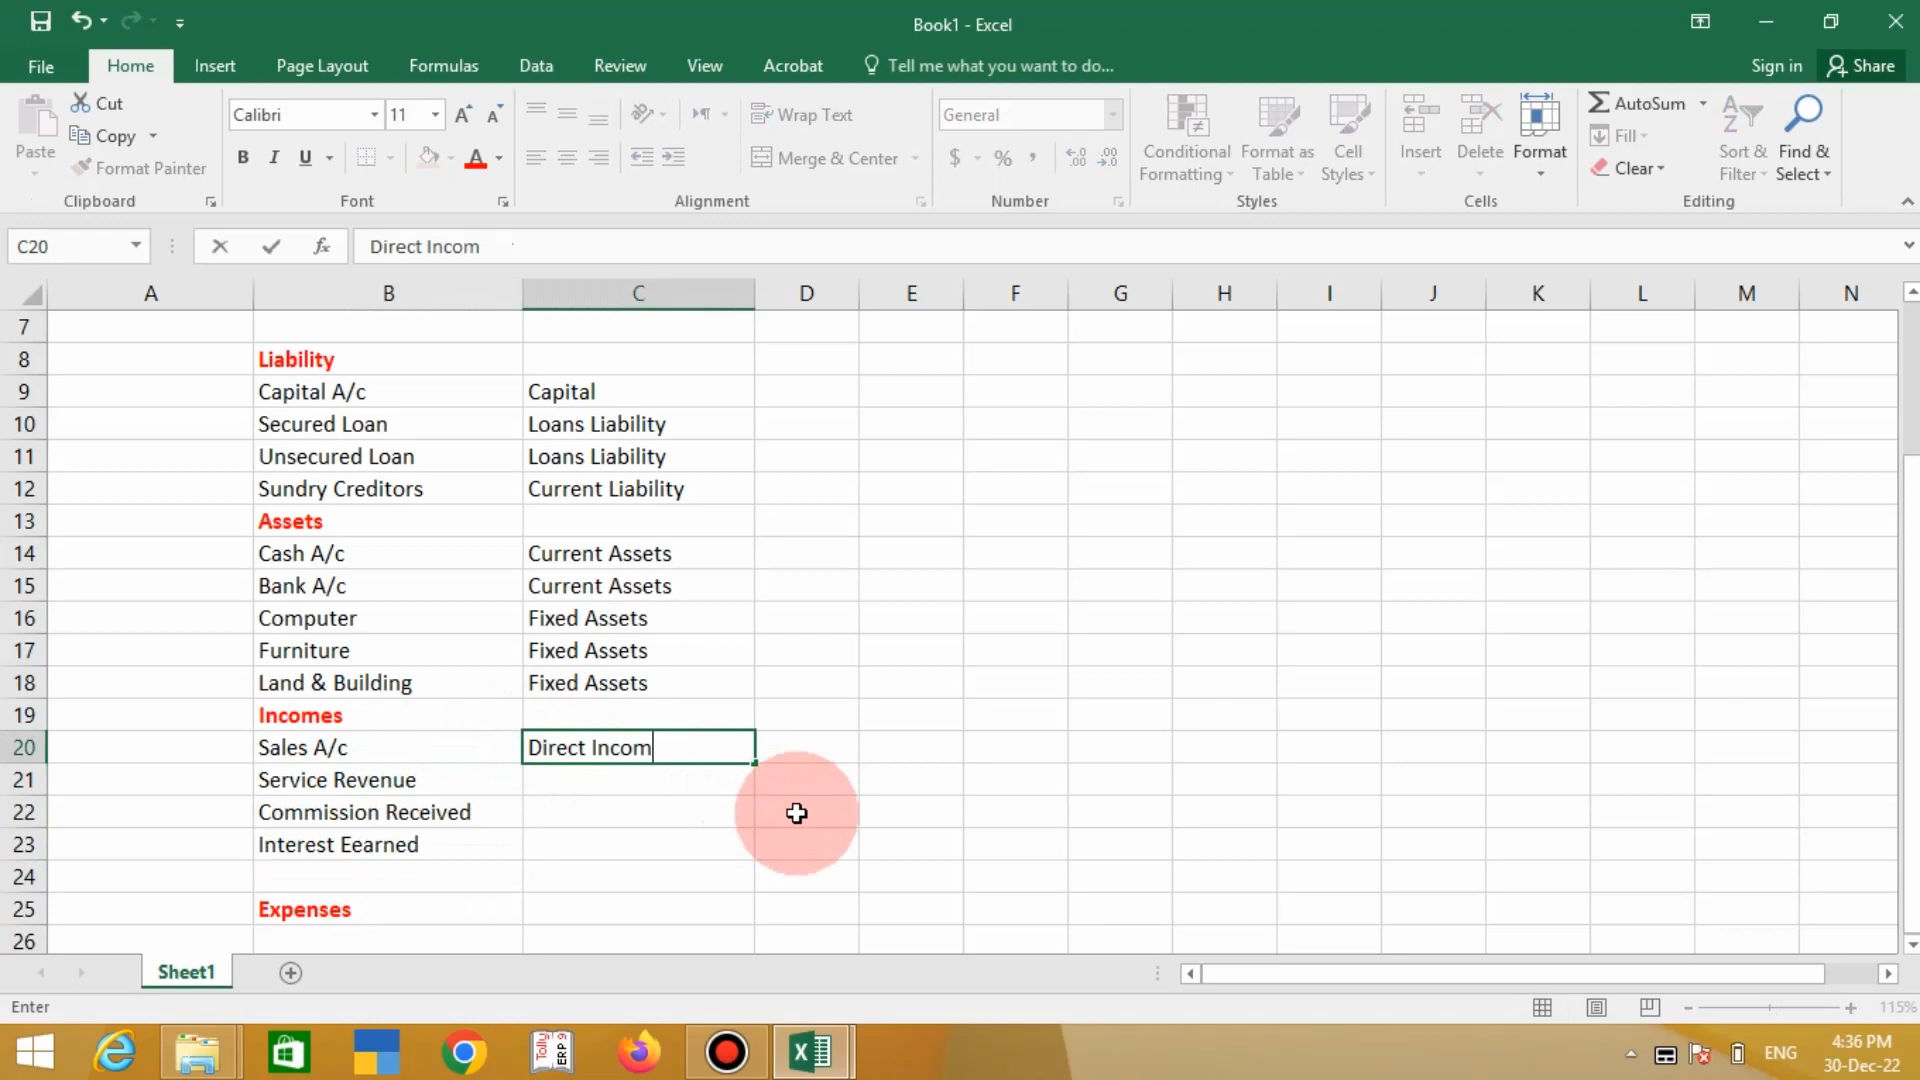 Book1 - Excel
File Home Insert Page Layout Formulas Data Review View Acrobat Tell me what you want to do... Sign in Share
Paste
Cut
Copy
Format Painter
Clipboard
Calibri 11
B I U
Font
Wrap Text
Merge & Center
Alignment
General
$ % ,
Number
Conditional Formatting
Format as Table
Cell Styles
Styles
Insert Delete Format
Cells
AutoSum
Fill
Clear
Sort & Filter
Find & Select
Editing
C20 fx Direct Incom
A B C D E F G H I J K L M N
7
8 Liability
9 Capital A/c Capital
10 Secured Loan Loans Liability
11 Unsecured Loan Loans Liability
12 Sundry Creditors Current Liability
13 Assets
14 Cash A/c Current Assets
15 Bank A/c Current Assets
16 Computer Fixed Assets
17 Furniture Fixed Assets
18 Land & Building Fixed Assets
19 Incomes
20 Sales A/c Direct Incom
21 Service Revenue
22 Commission Received
23 Interest Eearned
24
25 Expenses
26
Sheet1
Enter 115%
Tally ERP 9
ENG 4:36 PM
30-Dec-22